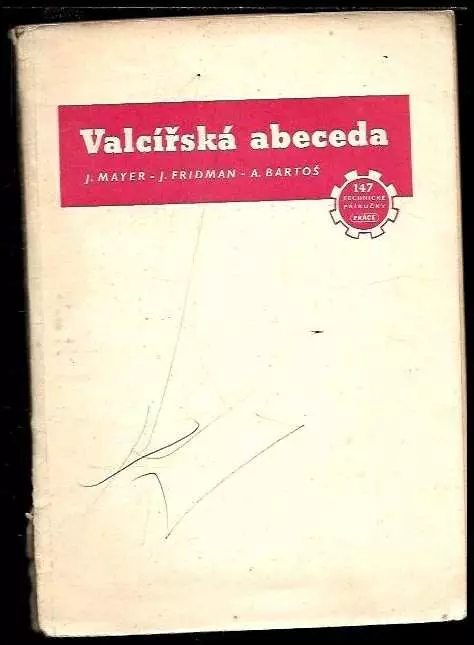 Valcířská abeceda
J. MAYER - J. FRIDMAN - A. BARTOŠ
147
TECHNICKÉ
PŘÍRUČKY
PRÁCE